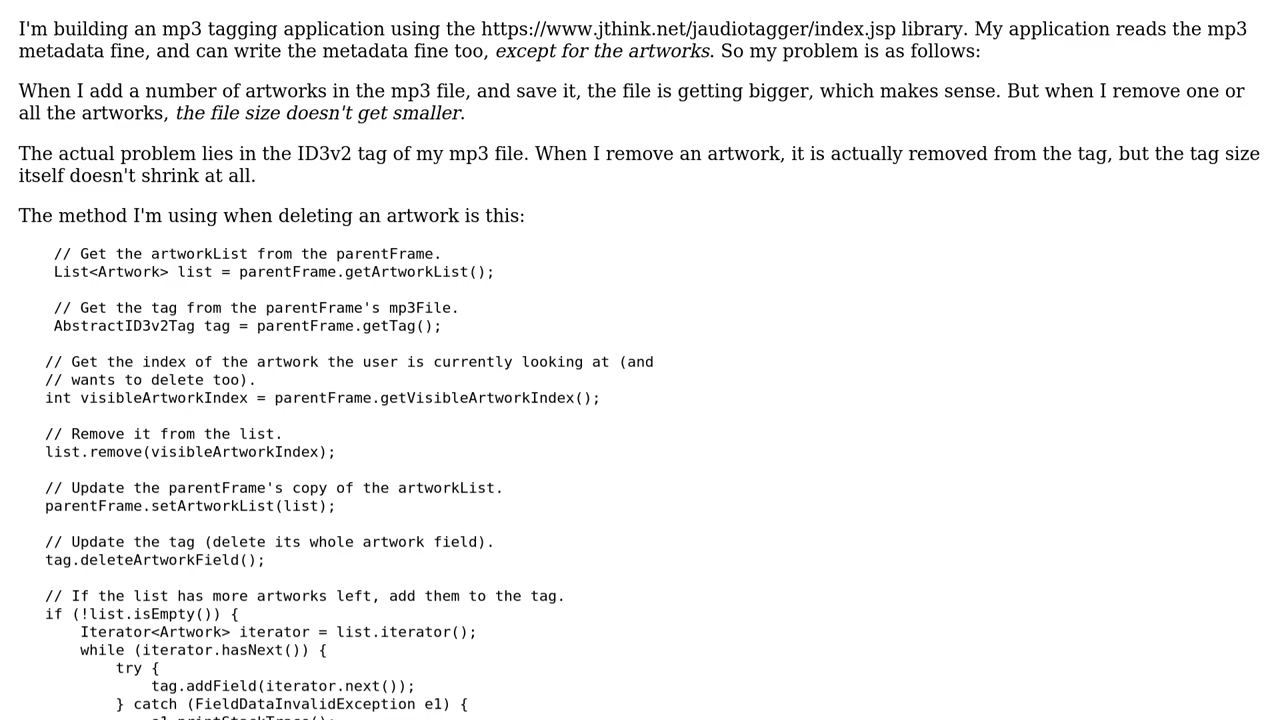 I'm building an mp3 tagging application using the https://www.jthink.net/jaudiotagger/index.jsp library. My application reads the mp3
metadata fine, and can write the metadata fine too, except for the artworks. So my problem is as follows:
When I add a number of artworks in the mp3 file, and save it, the file is getting bigger, which makes sense. But when I remove one or
all the artworks, the file size doesn't get smaller.
The actual problem lies in the ID3v2 tag of my mp3 file. When I remove an artwork, it is actually removed from the tag, but the tag size
itself doesn't shrink at all.
The method I'm using when deleting an artwork is this:
// Get the artworkList from the parentFrame.
List<Artwork> list = parentFrame.getArtworkList();
// Get the tag from the parentFrame's mp3File.
AbstractID3v2Tag tag = parentFrame.getTag();
// Get the index of the artwork the user is currently looking at (and
// wants to delete too).
int visibleArtworkIndex = parentFrame.getVisibleArtworkIndex();
// Remove it from the list.
list.remove(visibleArtworkIndex);
// Update the parentFrame's copy of the artworkList.
parentFrame.setArtworkList(list);
// Update the tag (delete its whole artwork field).
tag.deleteArtworkField();
// If the list has more artworks left, add them to the tag.
if (!list.isEmpty()) {
Iterator<Artwork> iterator = list.iterator();
while (iterator.hasNext()) {
try {
tag.addField(iterator.next());
} catch (FieldDataInvalidException e1) {